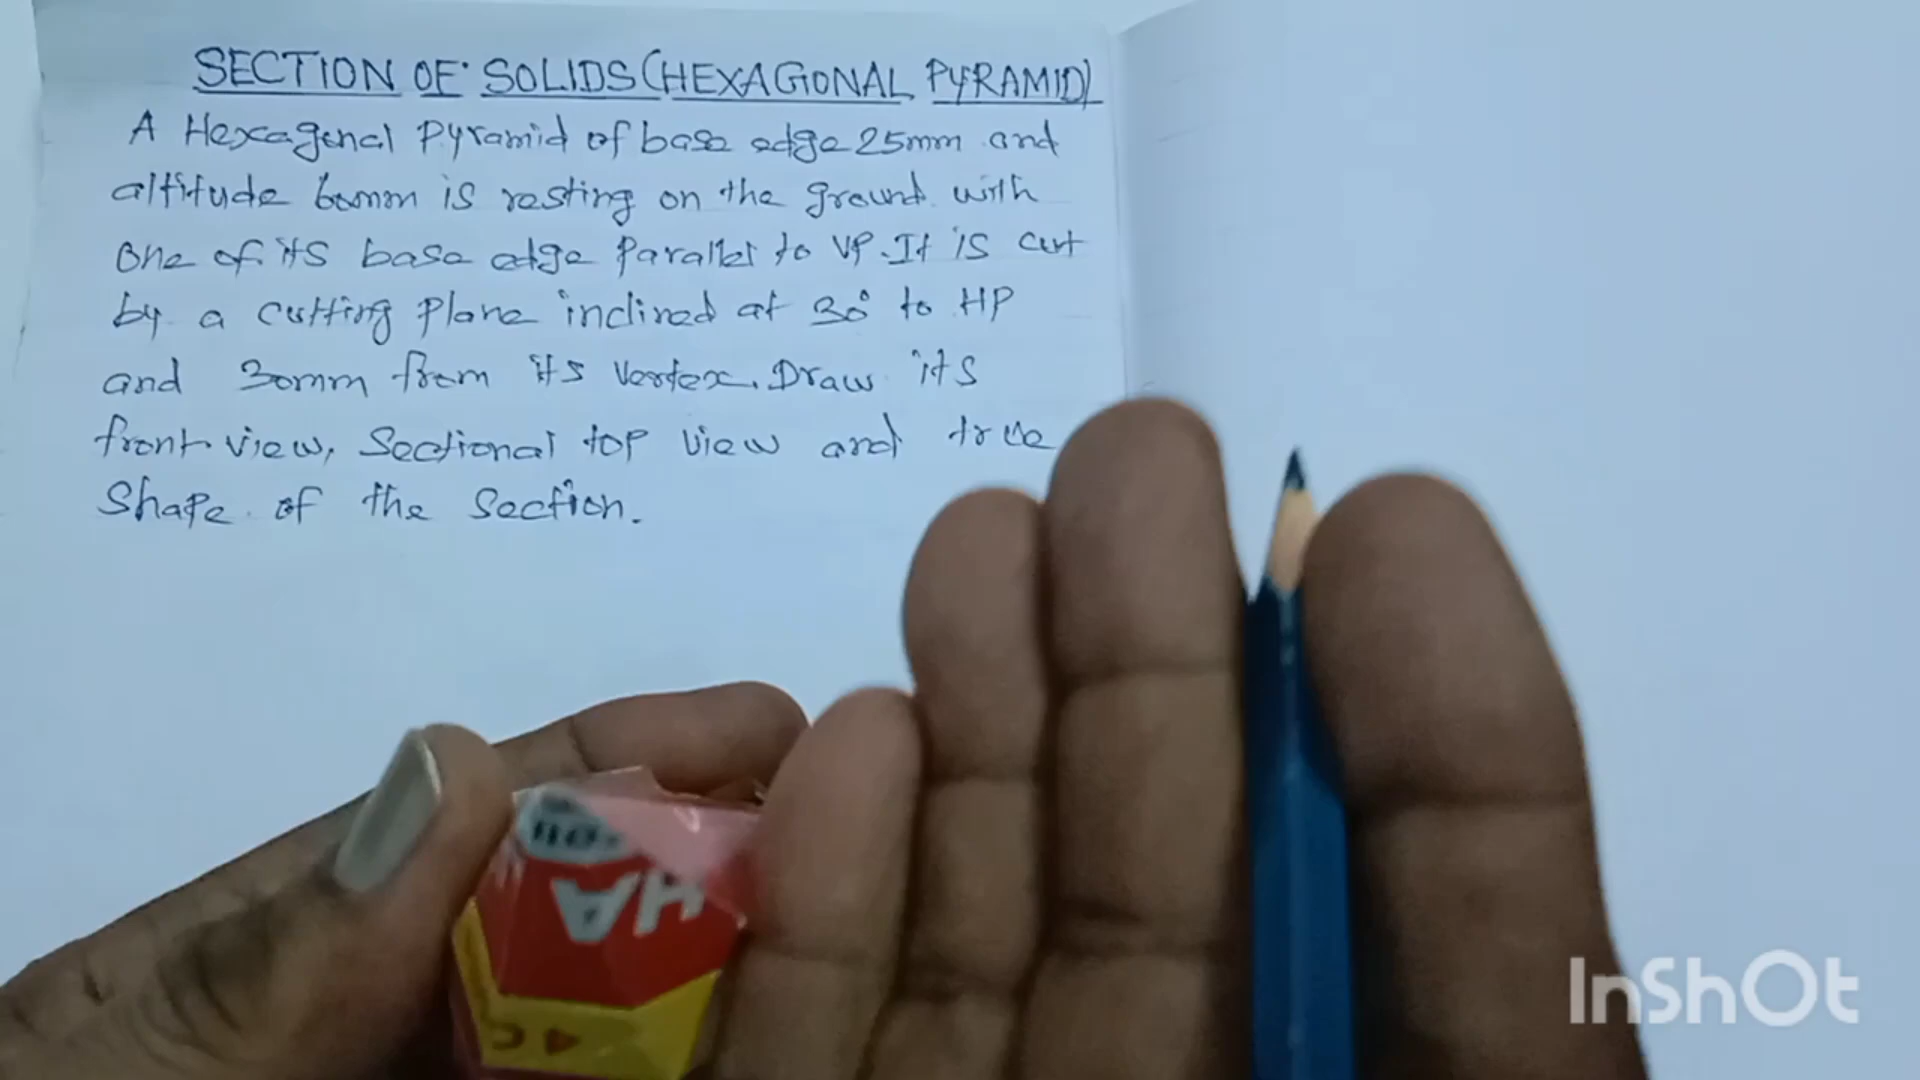 SECTION OF SOLIDS(HEXAGIONAL PYRAMID)
A Hexagonal Pyramid of base edge 25mm and
altitude 60mm is resting on the ground with
one of its base edge parallel to VP. It is cut
by a cutting plane inclined at 30° to HP
and 30mm from its vertex. Draw its
front view, Sectional top view and true
Shape of the Section.
HA
InShOt